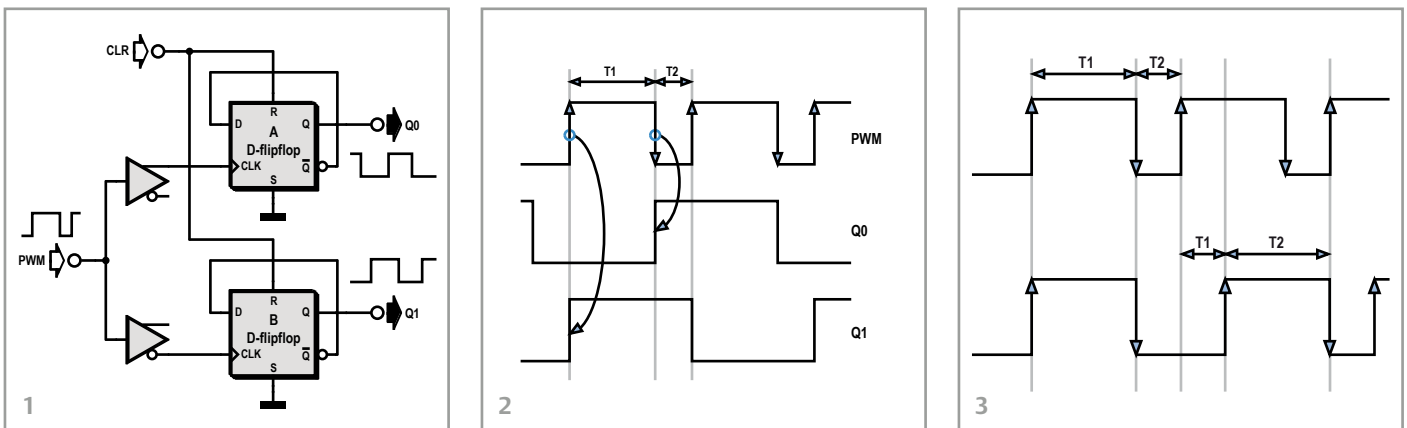 CLR
R
D
Q
A
D-flipflop
CLK
Q
S
Q0
PWM
R
D
Q
B
D-flipflop
CLK
Q
S
Q1
1
T1 T2
PWM
Q0
Q1
2
T1 T2
T1 T2
3